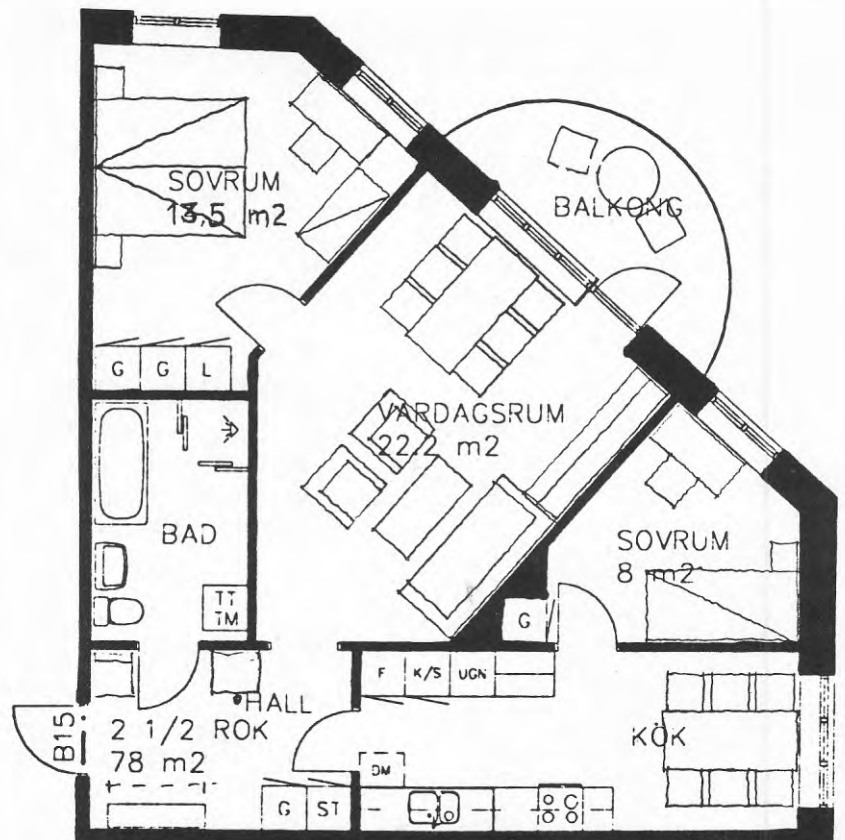 SOVRUM
13,5 m2
BALKONG
G G L
VARDAGSRUM
22.2 m2
BAD
SOVRUM
8 m2
TT
TM
G
F K/S UGN
HALL
2 1/2 ROK
78 m2
B15
KÖK
DM
G ST